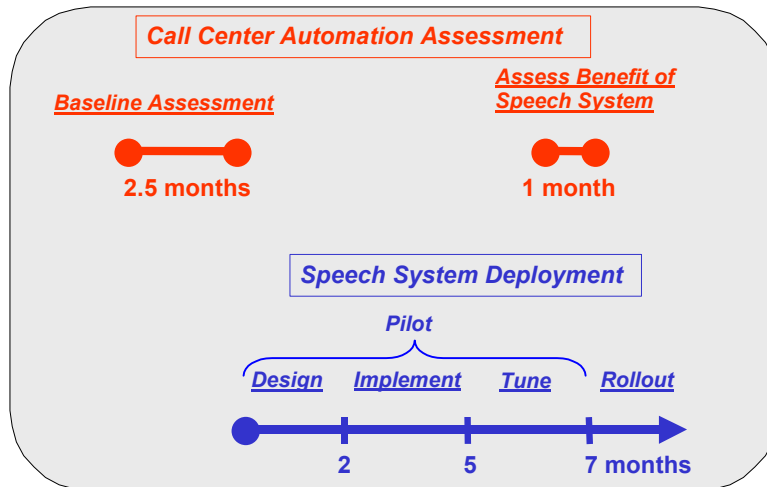 Call Center Automation Assessment
Baseline Assessment
Assess Benefit of
Speech System
2.5 months
1 month
Speech System Deployment
Pilot
Design Implement Tune Rollout
2 5 7 months